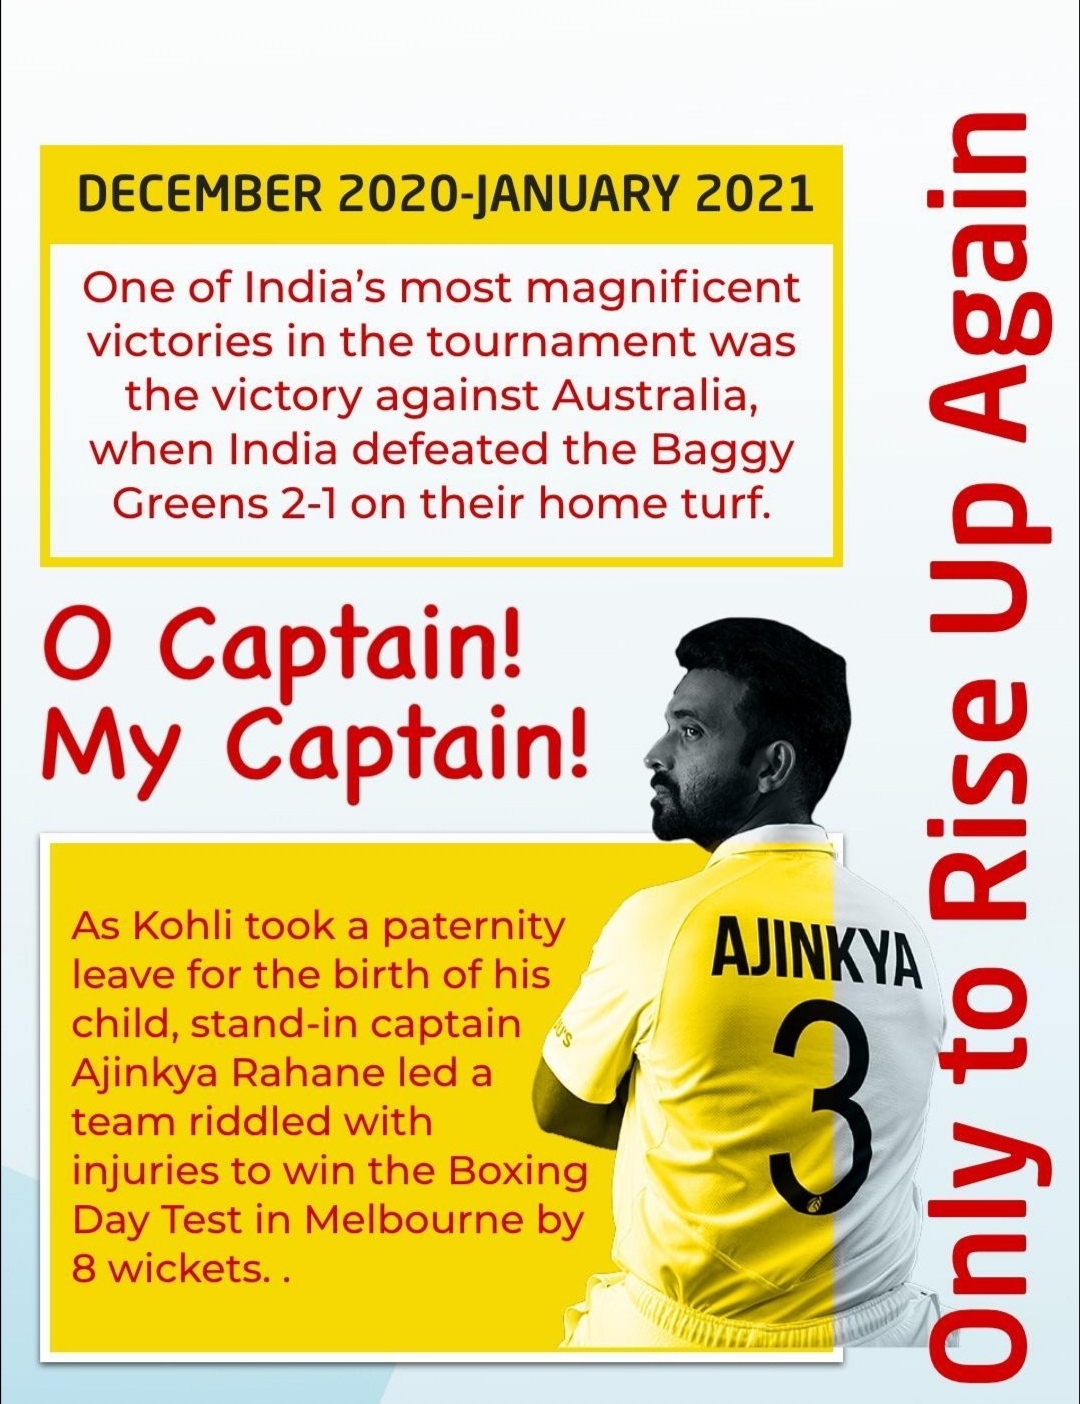 DECEMBER 2020-JANUARY 2021
One of India’s most magnificent
victories in the tournament was
the victory against Australia,
when India defeated the Baggy
Greens 2-1 on their home turf.
O Captain!
My Captain!
As Kohli took a paternity
leave for the birth of his
child, stand-in captain
Ajinkya Rahane led a
team riddled with
injuries to win the Boxing
Day Test in Melbourne by
8 wickets. .
AJINKYA
3
Only to Rise Up Again